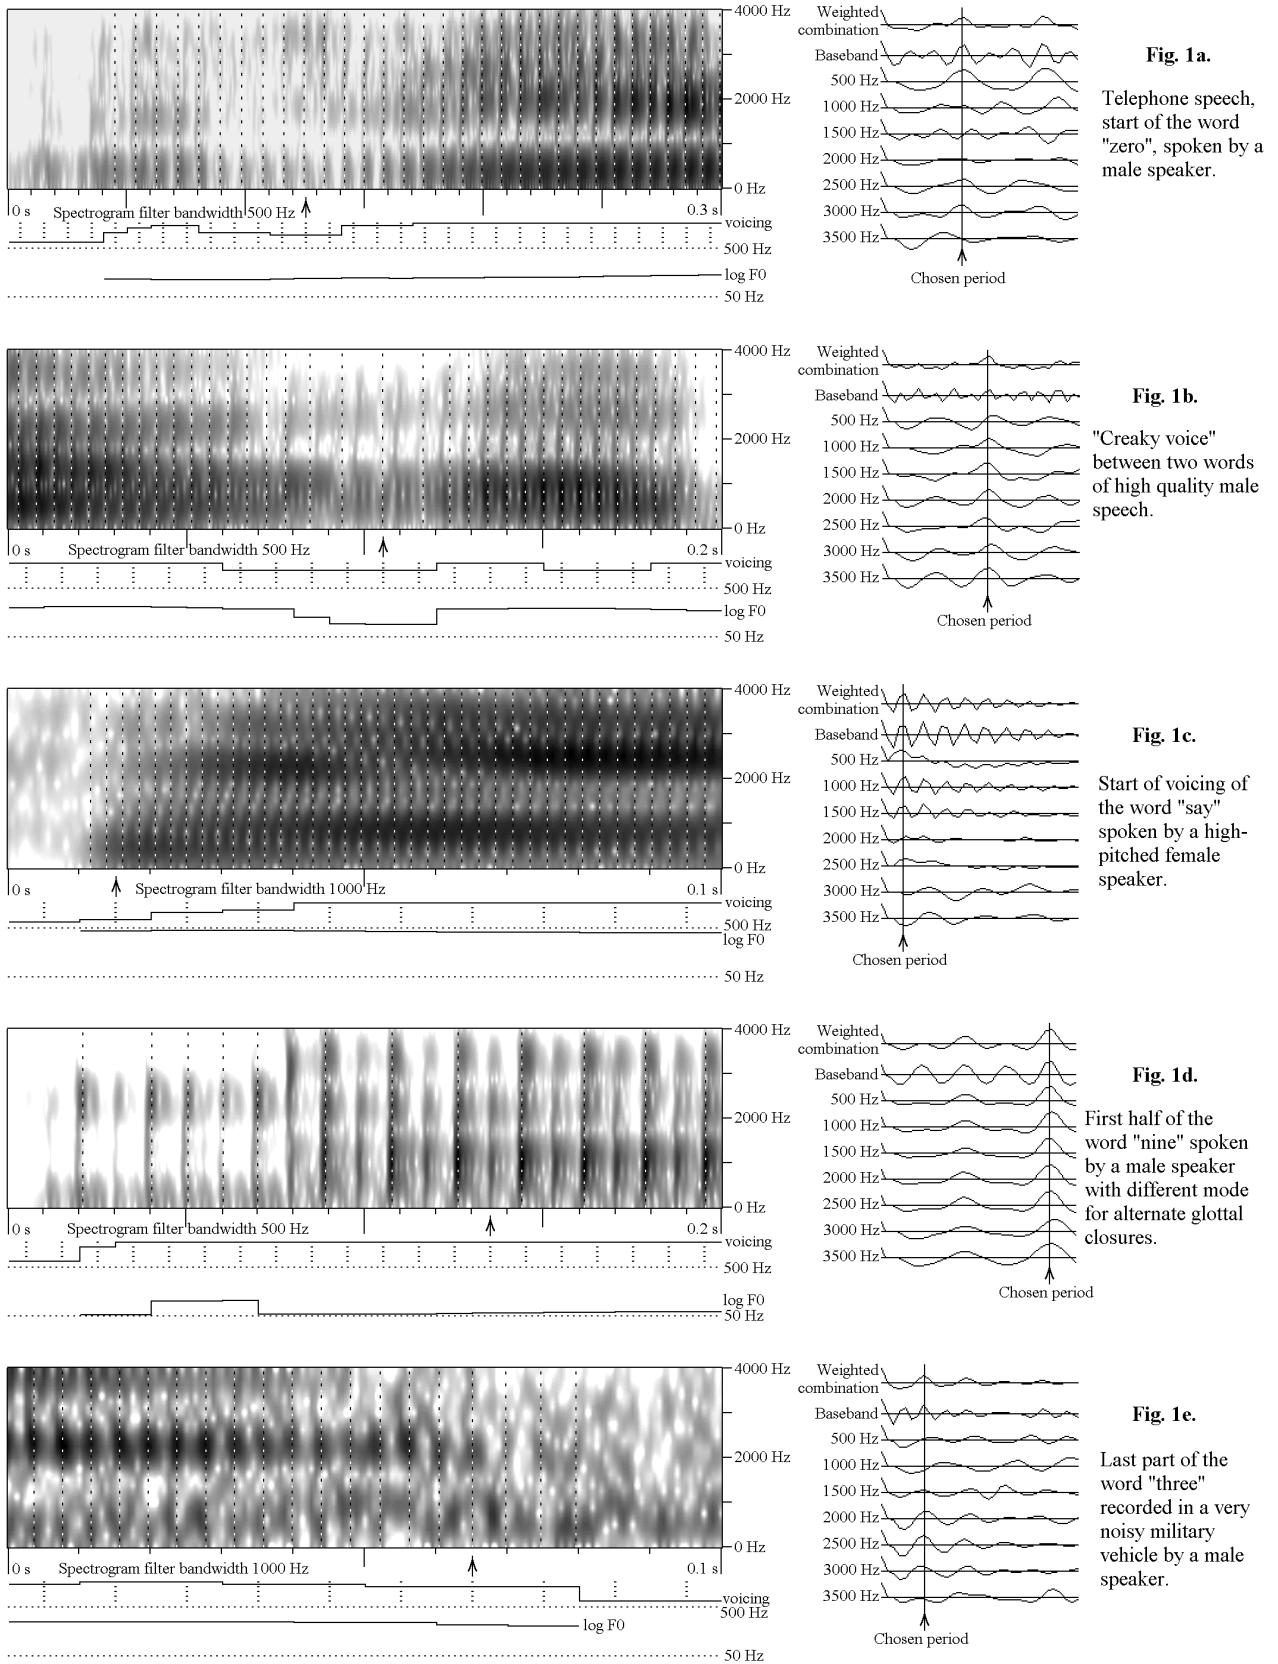 4000 Hz
2000 Hz
0 Hz
0 s
Spectrogram filter bandwidth 500 Hz
0.3 s
voicing
500 Hz
log F0
50 Hz
Weighted
combination
Baseband
500 Hz
1000 Hz
1500 Hz
2000 Hz
2500 Hz
3000 Hz
3500 Hz
Chosen period
Fig. 1a.
Telephone speech,
start of the word
"zero", spoken by a
male speaker.
4000 Hz
2000 Hz
0 Hz
0 s
Spectrogram filter bandwidth 500 Hz
0.2 s
voicing
500 Hz
log F0
50 Hz
Weighted
combination
Baseband
500 Hz
1000 Hz
1500 Hz
2000 Hz
2500 Hz
3000 Hz
3500 Hz
Chosen period
Fig. 1b.
"Creaky voice"
between two words
of high quality male
speech.
4000 Hz
2000 Hz
0 Hz
0 s
Spectrogram filter bandwidth 1000 Hz
0.1 s
voicing
500 Hz
log F0
50 Hz
Weighted
combination
Baseband
500 Hz
1000 Hz
1500 Hz
2000 Hz
2500 Hz
3000 Hz
3500 Hz
Chosen period
Fig. 1c.
Start of voicing of
the word "say"
spoken by a high-
pitched female
speaker.
4000 Hz
2000 Hz
0 Hz
0 s
Spectrogram filter bandwidth 500 Hz
0.2 s
voicing
500 Hz
log F0
50 Hz
Weighted
combination
Baseband
500 Hz
1000 Hz
1500 Hz
2000 Hz
2500 Hz
3000 Hz
3500 Hz
Chosen period
Fig. 1d.
First half of the
word "nine" spoken
by a male speaker
with different mode
for alternate glottal
closures.
4000 Hz
2000 Hz
0 Hz
0 s
Spectrogram filter bandwidth 1000 Hz
0.1 s
voicing
500 Hz
log F0
50 Hz
Weighted
combination
Baseband
500 Hz
1000 Hz
1500 Hz
2000 Hz
2500 Hz
3000 Hz
3500 Hz
Chosen period
Fig. 1e.
Last part of the
word "three"
recorded in a very
noisy military
vehicle by a male
speaker.